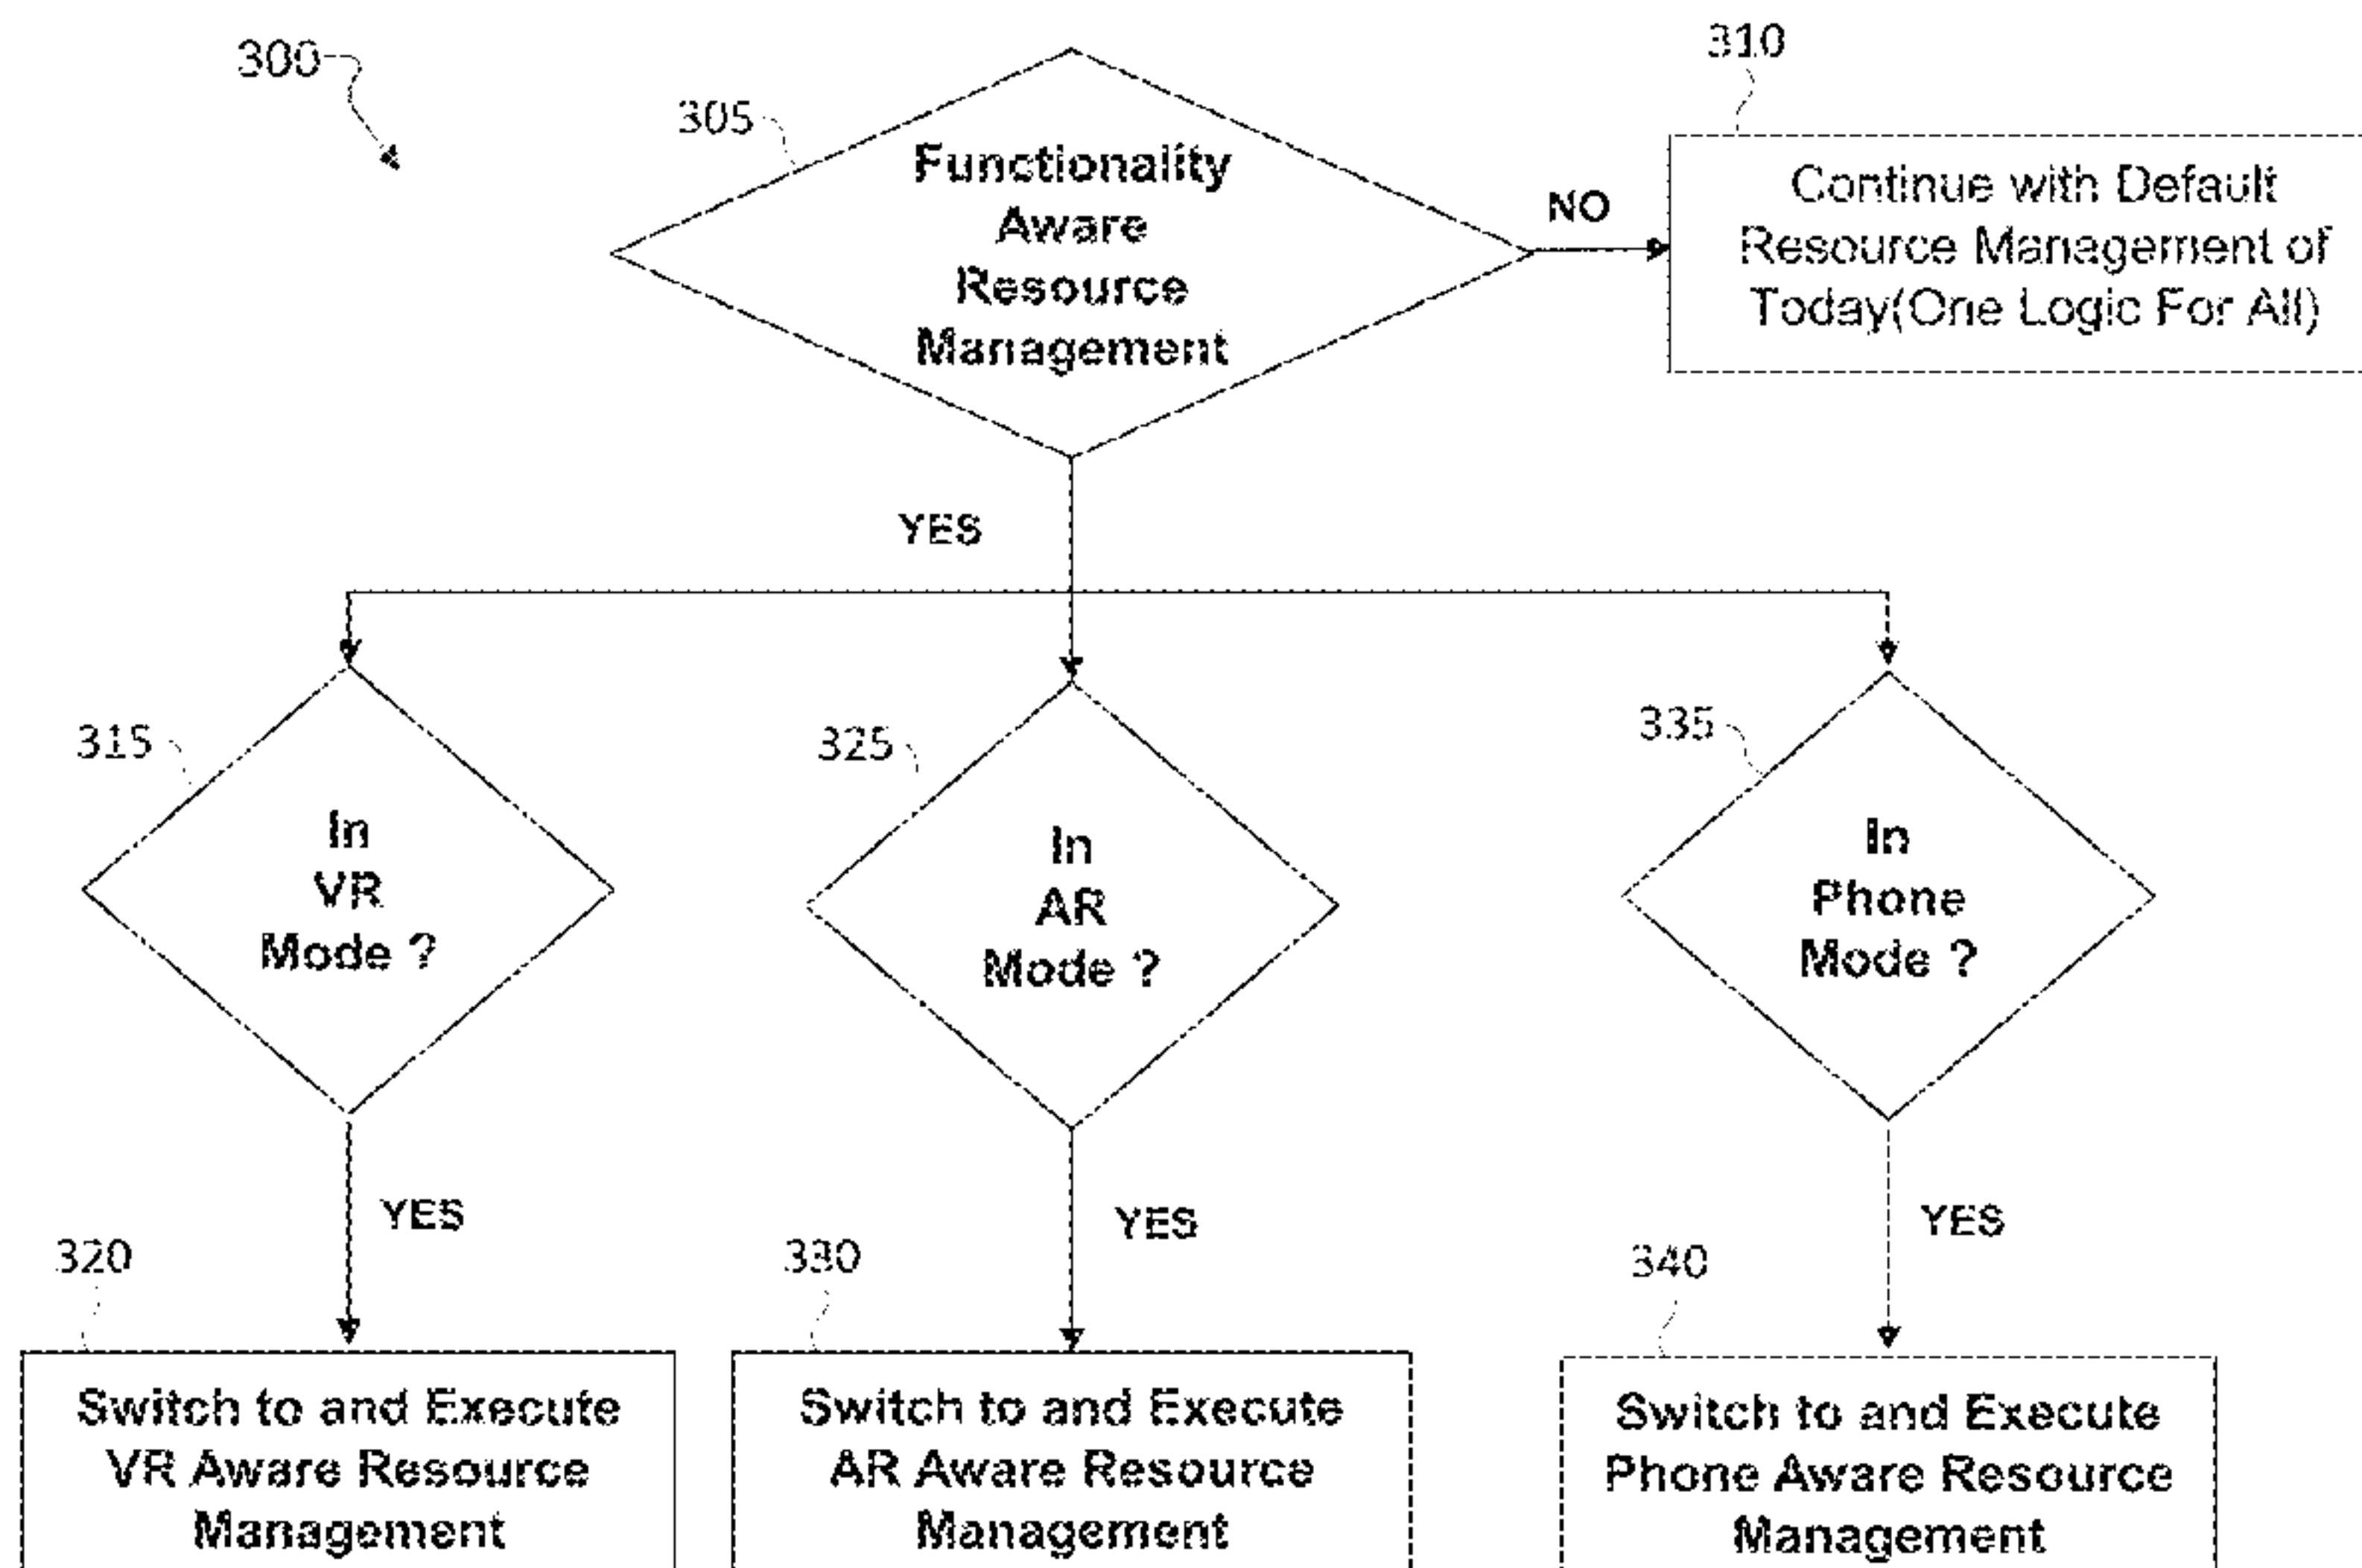 300
305
310
Functionality
Aware
Resource
Management
NO
Continue with Default
Resource Management of
Today(One Logic For All)
YES
315
In
VR
Mode ?
325
In
AR
Mode ?
335
In
Phone
Mode ?
YES
YES
YES
320
330
340
Switch to and Execute
VR Aware Resource
Management
Switch to and Execute
AR Aware Resource
Management
Switch to and Execute
Phone Aware Resource
Management